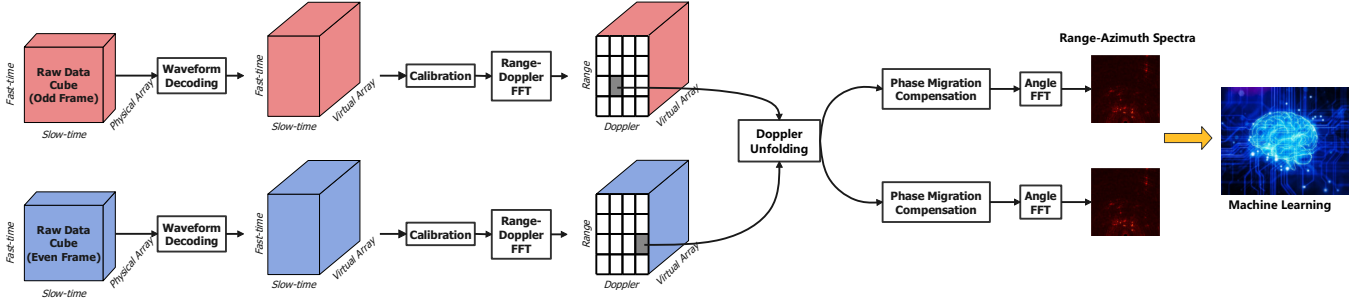 Fast-time
Raw Data
Cube
(Odd Frame)
Slow-time
Physical Array
Waveform
Decoding
Fast-time
Slow-time
Virtual Array
Calibration
Range-
Doppler
FFT
Range
Doppler
Virtual Array
Doppler
Unfolding
Phase Migration
Compensation
Angle
FFT
Range-Azimuth Spectra
Machine Learning
Fast-time
Raw Data
Cube
(Even Frame)
Slow-time
Physical Array
Waveform
Decoding
Fast-time
Slow-time
Virtual Array
Calibration
Range-
Doppler
FFT
Range
Doppler
Virtual Array
Phase Migration
Compensation
Angle
FFT